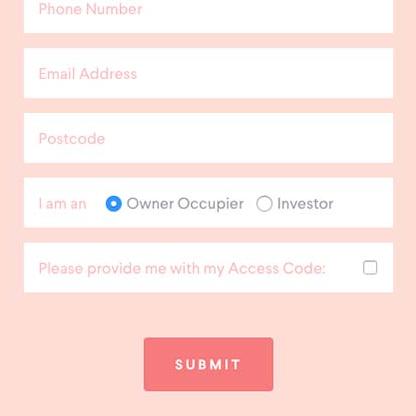 Phone Number
Email Address
Postcode
I am an Owner Occupier Investor
Please provide me with my Access Code:
SUBMIT